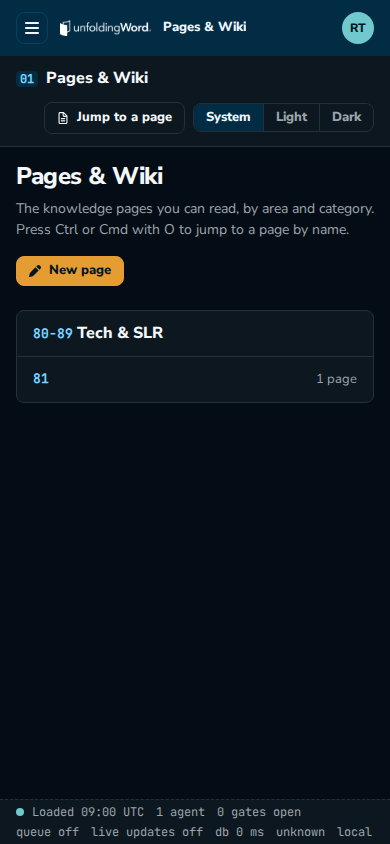 unfoldingWord. Pages & Wiki RT
01 Pages & Wiki
Jump to a page System Light Dark
Pages & Wiki
The knowledge pages you can read, by area and category.
Press Ctrl or Cmd with O to jump to a page by name.
New page
80-89 Tech & SLR
81 1 page
Loaded 09:00 UTC 1 agent 0 gates open
queue off live updates off db 0 ms unknown local